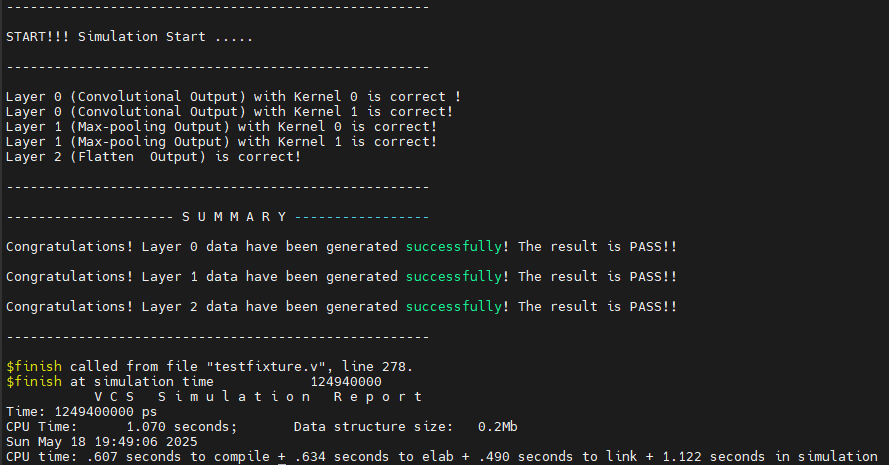 -----------------------------------------------------
START!!! Simulation Start .....
-----------------------------------------------------
Layer 0 (Convolutional Output) with Kernel 0 is correct !
Layer 0 (Convolutional Output) with Kernel 1 is correct!
Layer 1 (Max-pooling Output) with Kernel 0 is correct!
Layer 1 (Max-pooling Output) with Kernel 1 is correct!
Layer 2 (Flatten  Output) is correct!
-----------------------------------------------------
--------------------- S U M M A R Y -----------------
Congratulations! Layer 0 data have been generated successfully! The result is PASS!!
Congratulations! Layer 1 data have been generated successfully! The result is PASS!!
Congratulations! Layer 2 data have been generated successfully! The result is PASS!!
-----------------------------------------------------
$finish called from file "testfixture.v", line 278.
$finish at simulation time            124940000
           V C S   S i m u l a t i o n   R e p o r t
Time: 1249400000 ps
CPU Time:      1.070 seconds;       Data structure size:   0.2Mb
Sun May 18 19:49:06 2025
CPU time: .607 seconds to compile + .634 seconds to elab + .490 seconds to link + 1.122 seconds in simulation